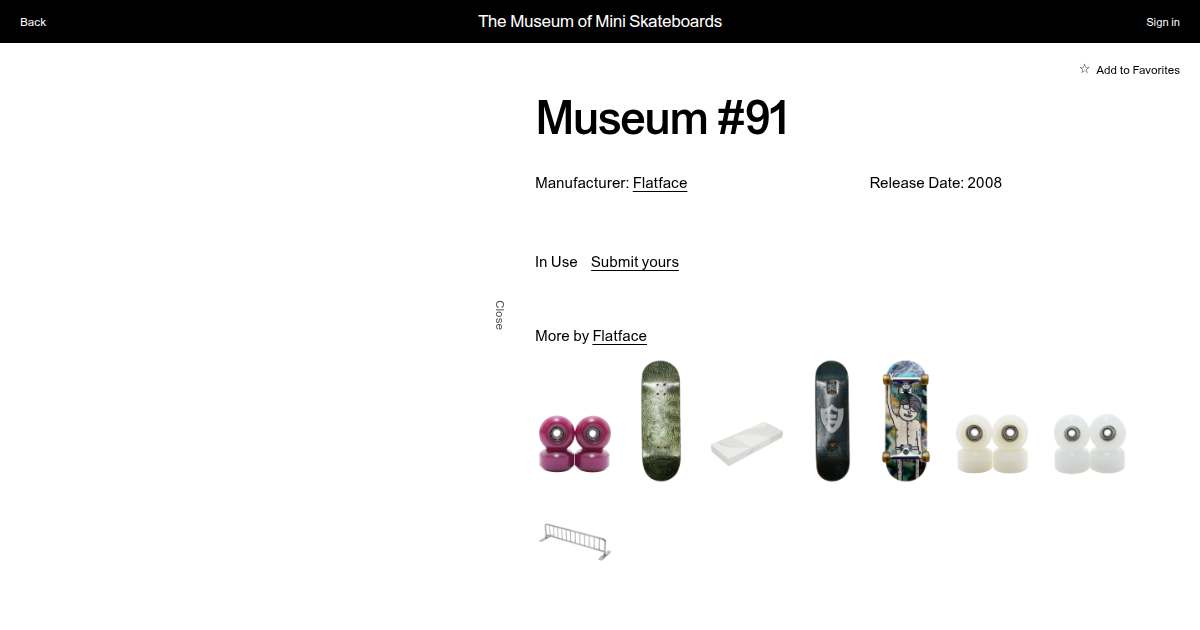 Back
The Museum of Mini Skateboards
Sign in
☆ Add to Favorites
Museum #91
Manufacturer: Flatface
Release Date: 2008
In Use Submit yours
Close
More by Flatface